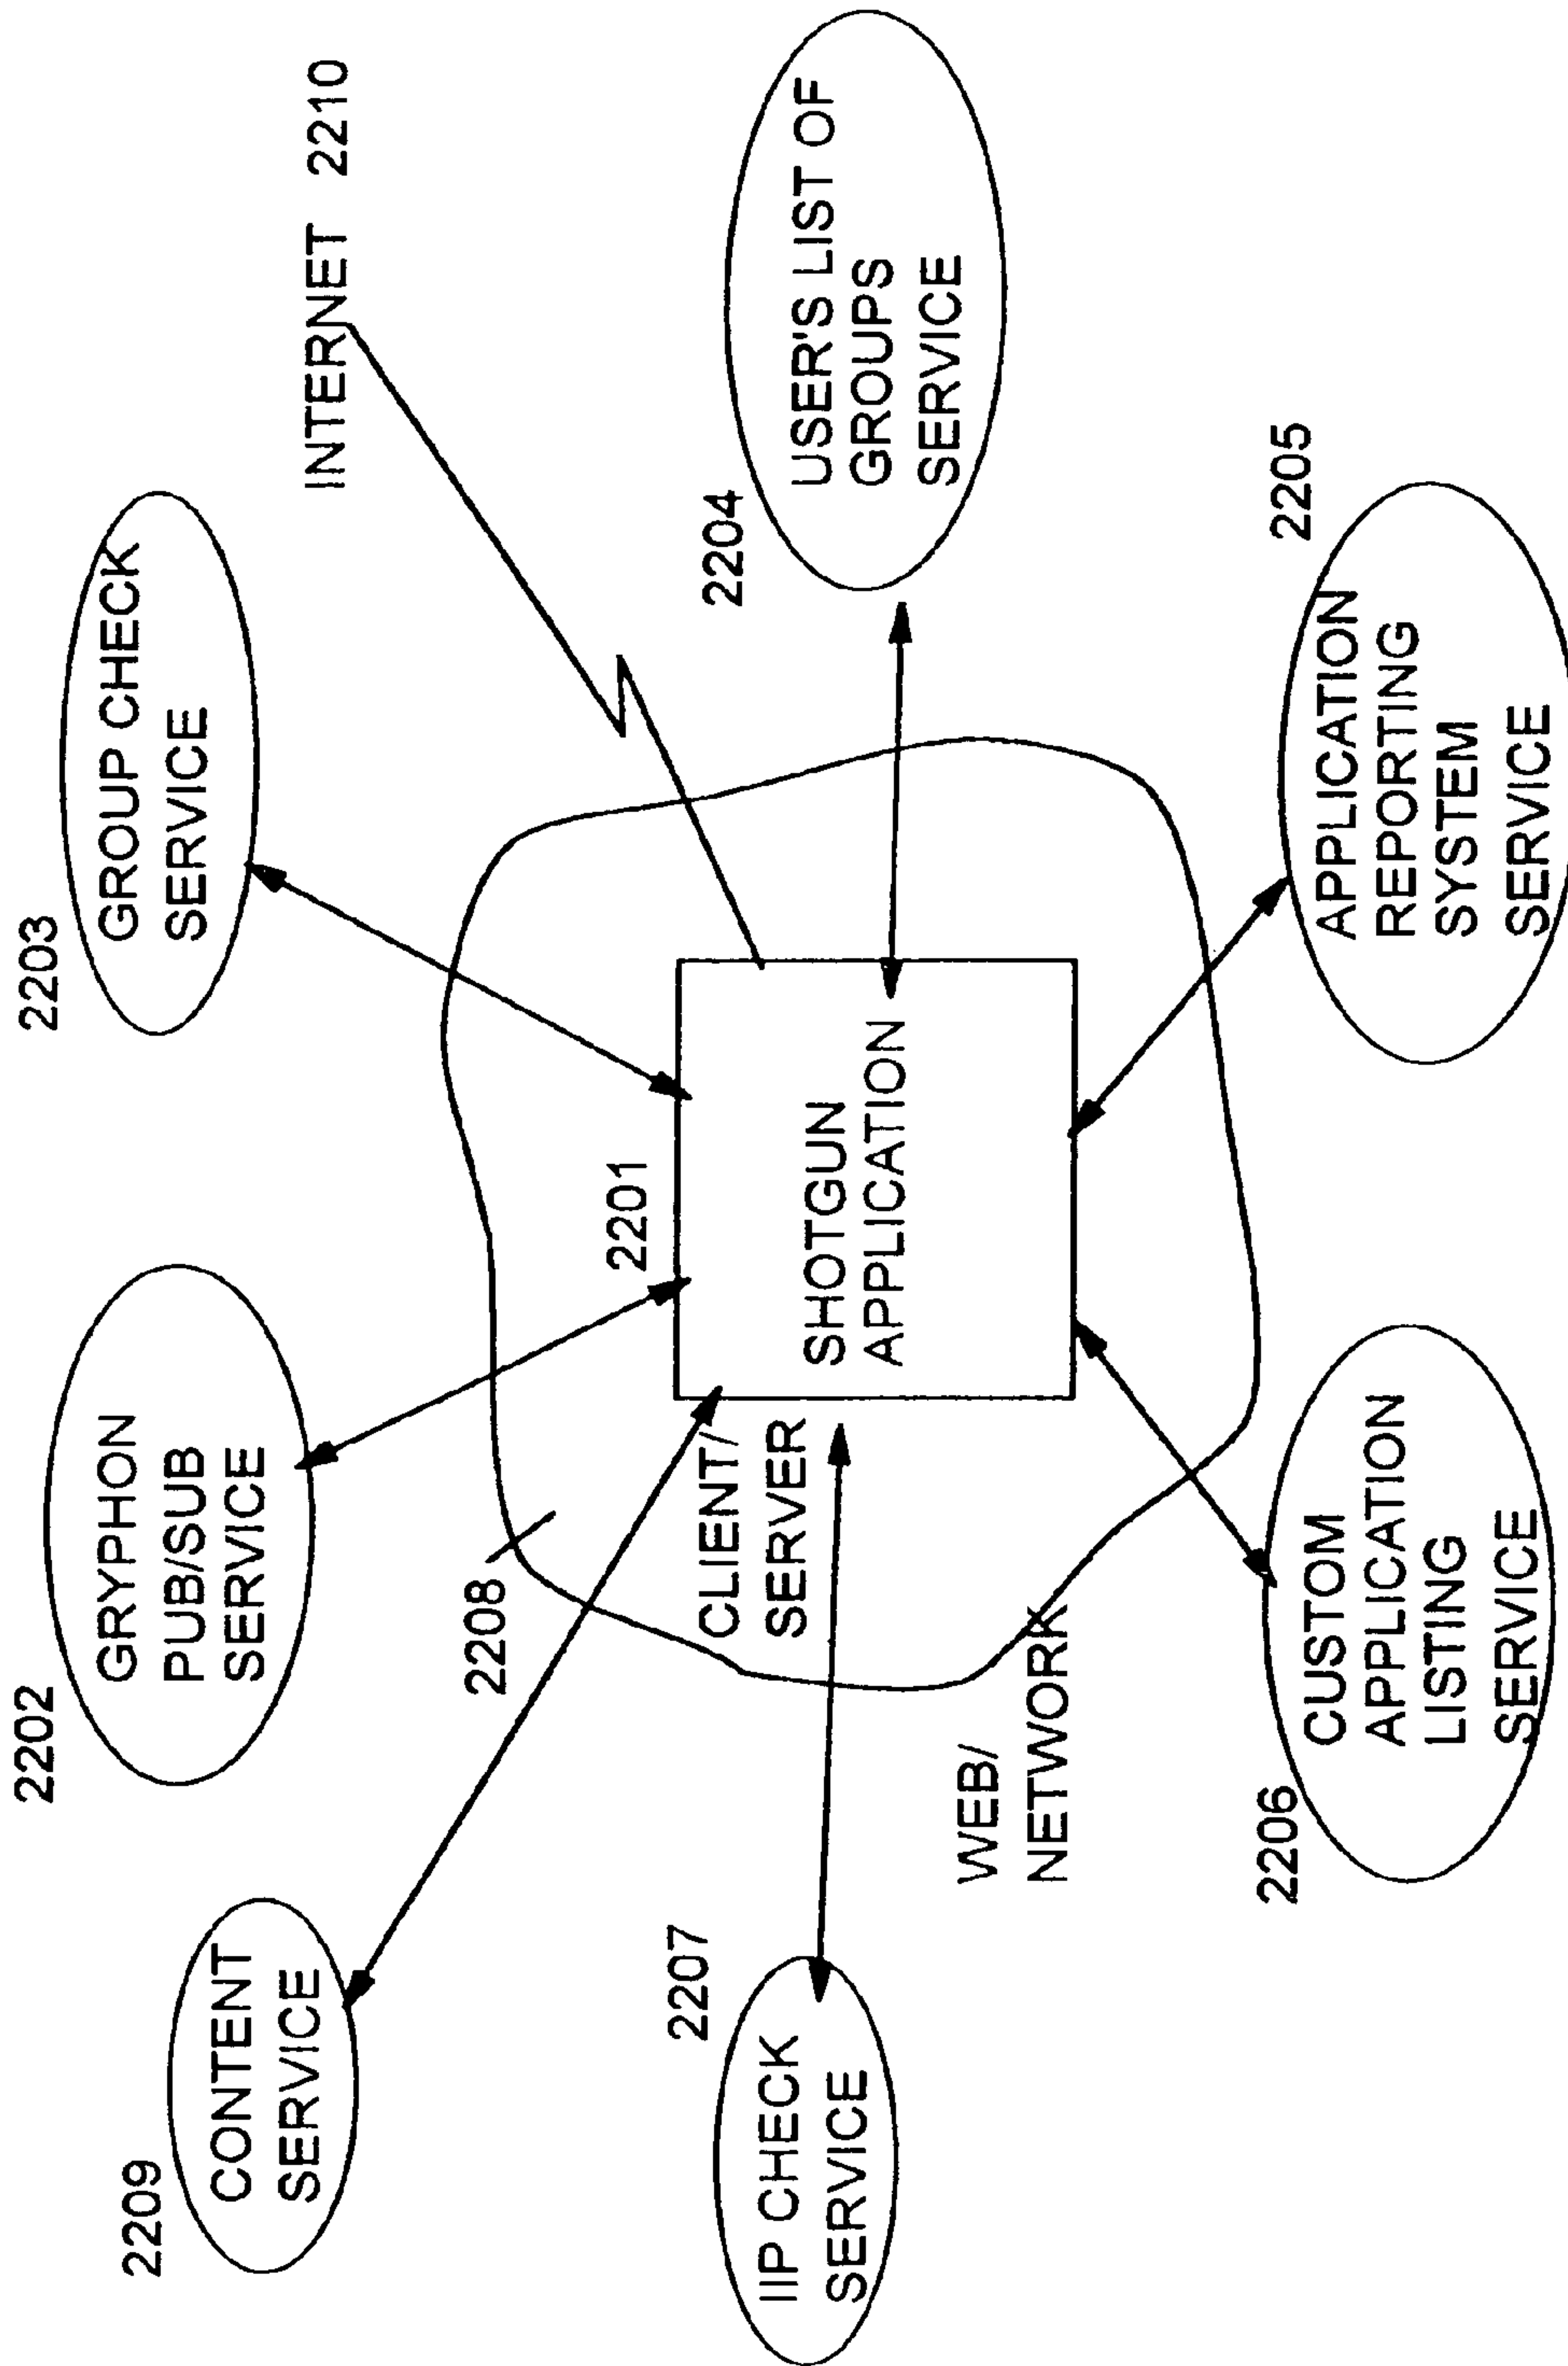 2209
CONTENT
SERVICE
2202
GRYPHON
PUB/SUB
SERVICE
2203
GROUP CHECK
SERVICE
INTERNET 2210
2208
CLIENT/
SERVER
2201
SHOTGUN
APPLICATION
2204
USER'S LIST OF
GROUPS
SERVICE
2207
IIP CHECK
SERVICE
WEB/
NETWORK
2206
CUSTOM
APPLICATION
LISTING
SERVICE
2205
APPLICATION
REPORTING
SYSTEM
SERVICE